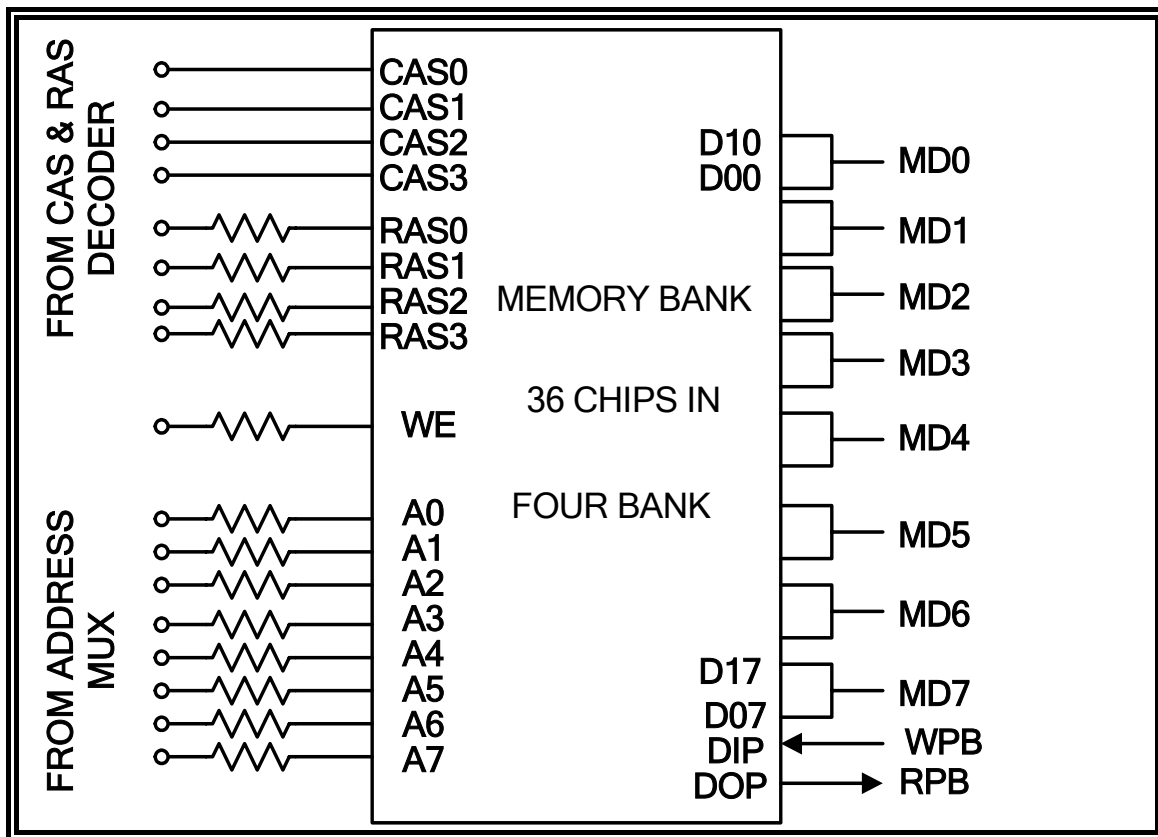 FROM CAS & RAS
DECODER
CAS0
CAS1
CAS2
CAS3
RAS0
RAS1
RAS2
RAS3
WE
FROM ADDRESS
MUX
A0
A1
A2
A3
A4
A5
A6
A7
MEMORY BANK
36 CHIPS IN
FOUR BANK
D10
D00
D17
D07
DIP
DOP
MD0
MD1
MD2
MD3
MD4
MD5
MD6
MD7
WPB
RPB